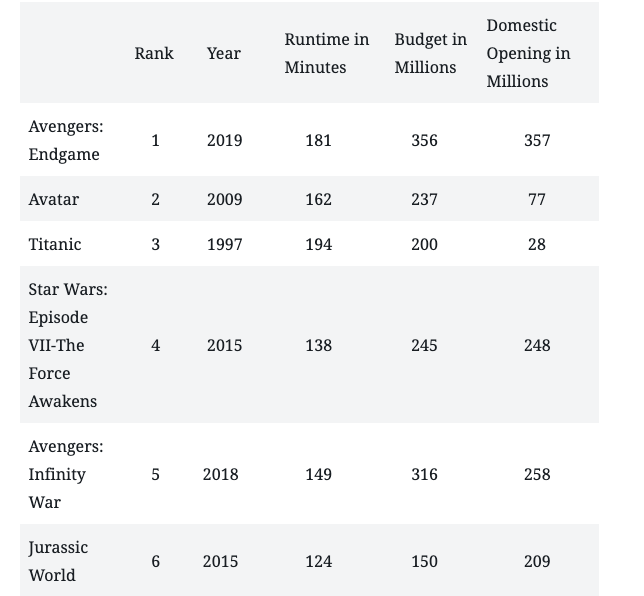 Rank Year Runtime in Minutes Budget in Millions Domestic Opening in Millions
Avengers: Endgame 1 2019 181 356 357
Avatar 2 2009 162 237 77
Titanic 3 1997 194 200 28
Star Wars: Episode VII-The Force Awakens 4 2015 138 245 248
Avengers: Infinity War 5 2018 149 316 258
Jurassic World 6 2015 124 150 209